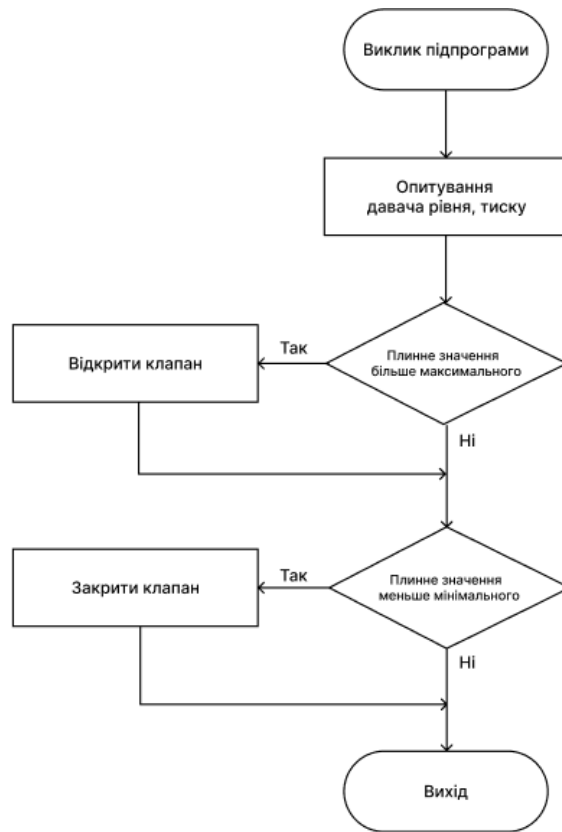 Виклик підпрограми
Опитування
давача рівня, тиску
Плинне значення
більше максимального
Так
Відкрити клапан
Ні
Плинне значення
меньше мінімального
Так
Закрити клапан
Ні
Вихід